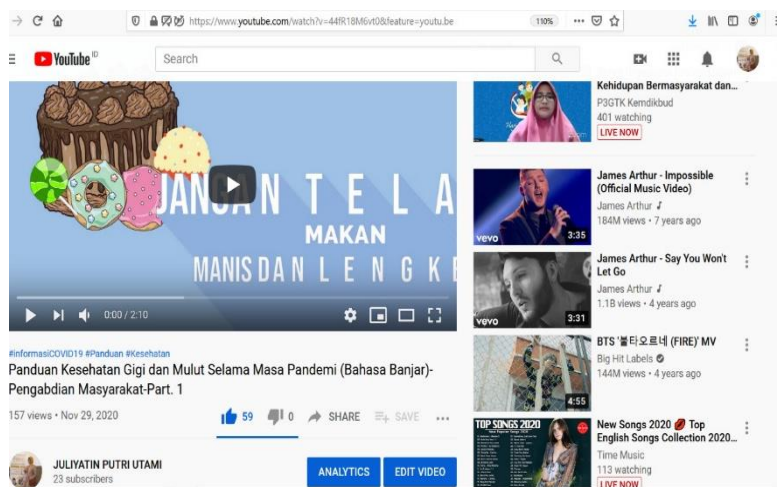 https://www.youtube.com/watch?v=44fR18M6vt0&feature=youtu.be
110%
YouTube ID
Search
JANGAN TELA
MAKAN
MANIS DAN LENGKE
0:00 / 2:10
#informasiCOVID19 #Panduan #Kesehatan
Panduan Kesehatan Gigi dan Mulut Selama Masa Pandemi (Bahasa Banjar)-
Pengabdian Masyarakat-Part. 1
157 views • Nov 29, 2020
59
0
SHARE
SAVE
JULIYATIN PUTRI UTAMI
23 subscribers
ANALYTICS
EDIT VIDEO
Kehidupan Bermasyarakat dan...
P3GTK Kemdikbud
401 watching
LIVE NOW
vevo
3:35
James Arthur - Impossible
(Official Music Video)
James Arthur
184M views • 7 years ago
vevo
3:31
James Arthur - Say You Won't
Let Go
James Arthur
1.1B views • 4 years ago
4:55
BTS '불타오르네 (FIRE)' MV
Big Hit Labels
144M views • 4 years ago
TOP SONGS 2020
New Songs 2020 Top
English Songs Collection 2020...
Time Music
113 watching
LIVE NOW